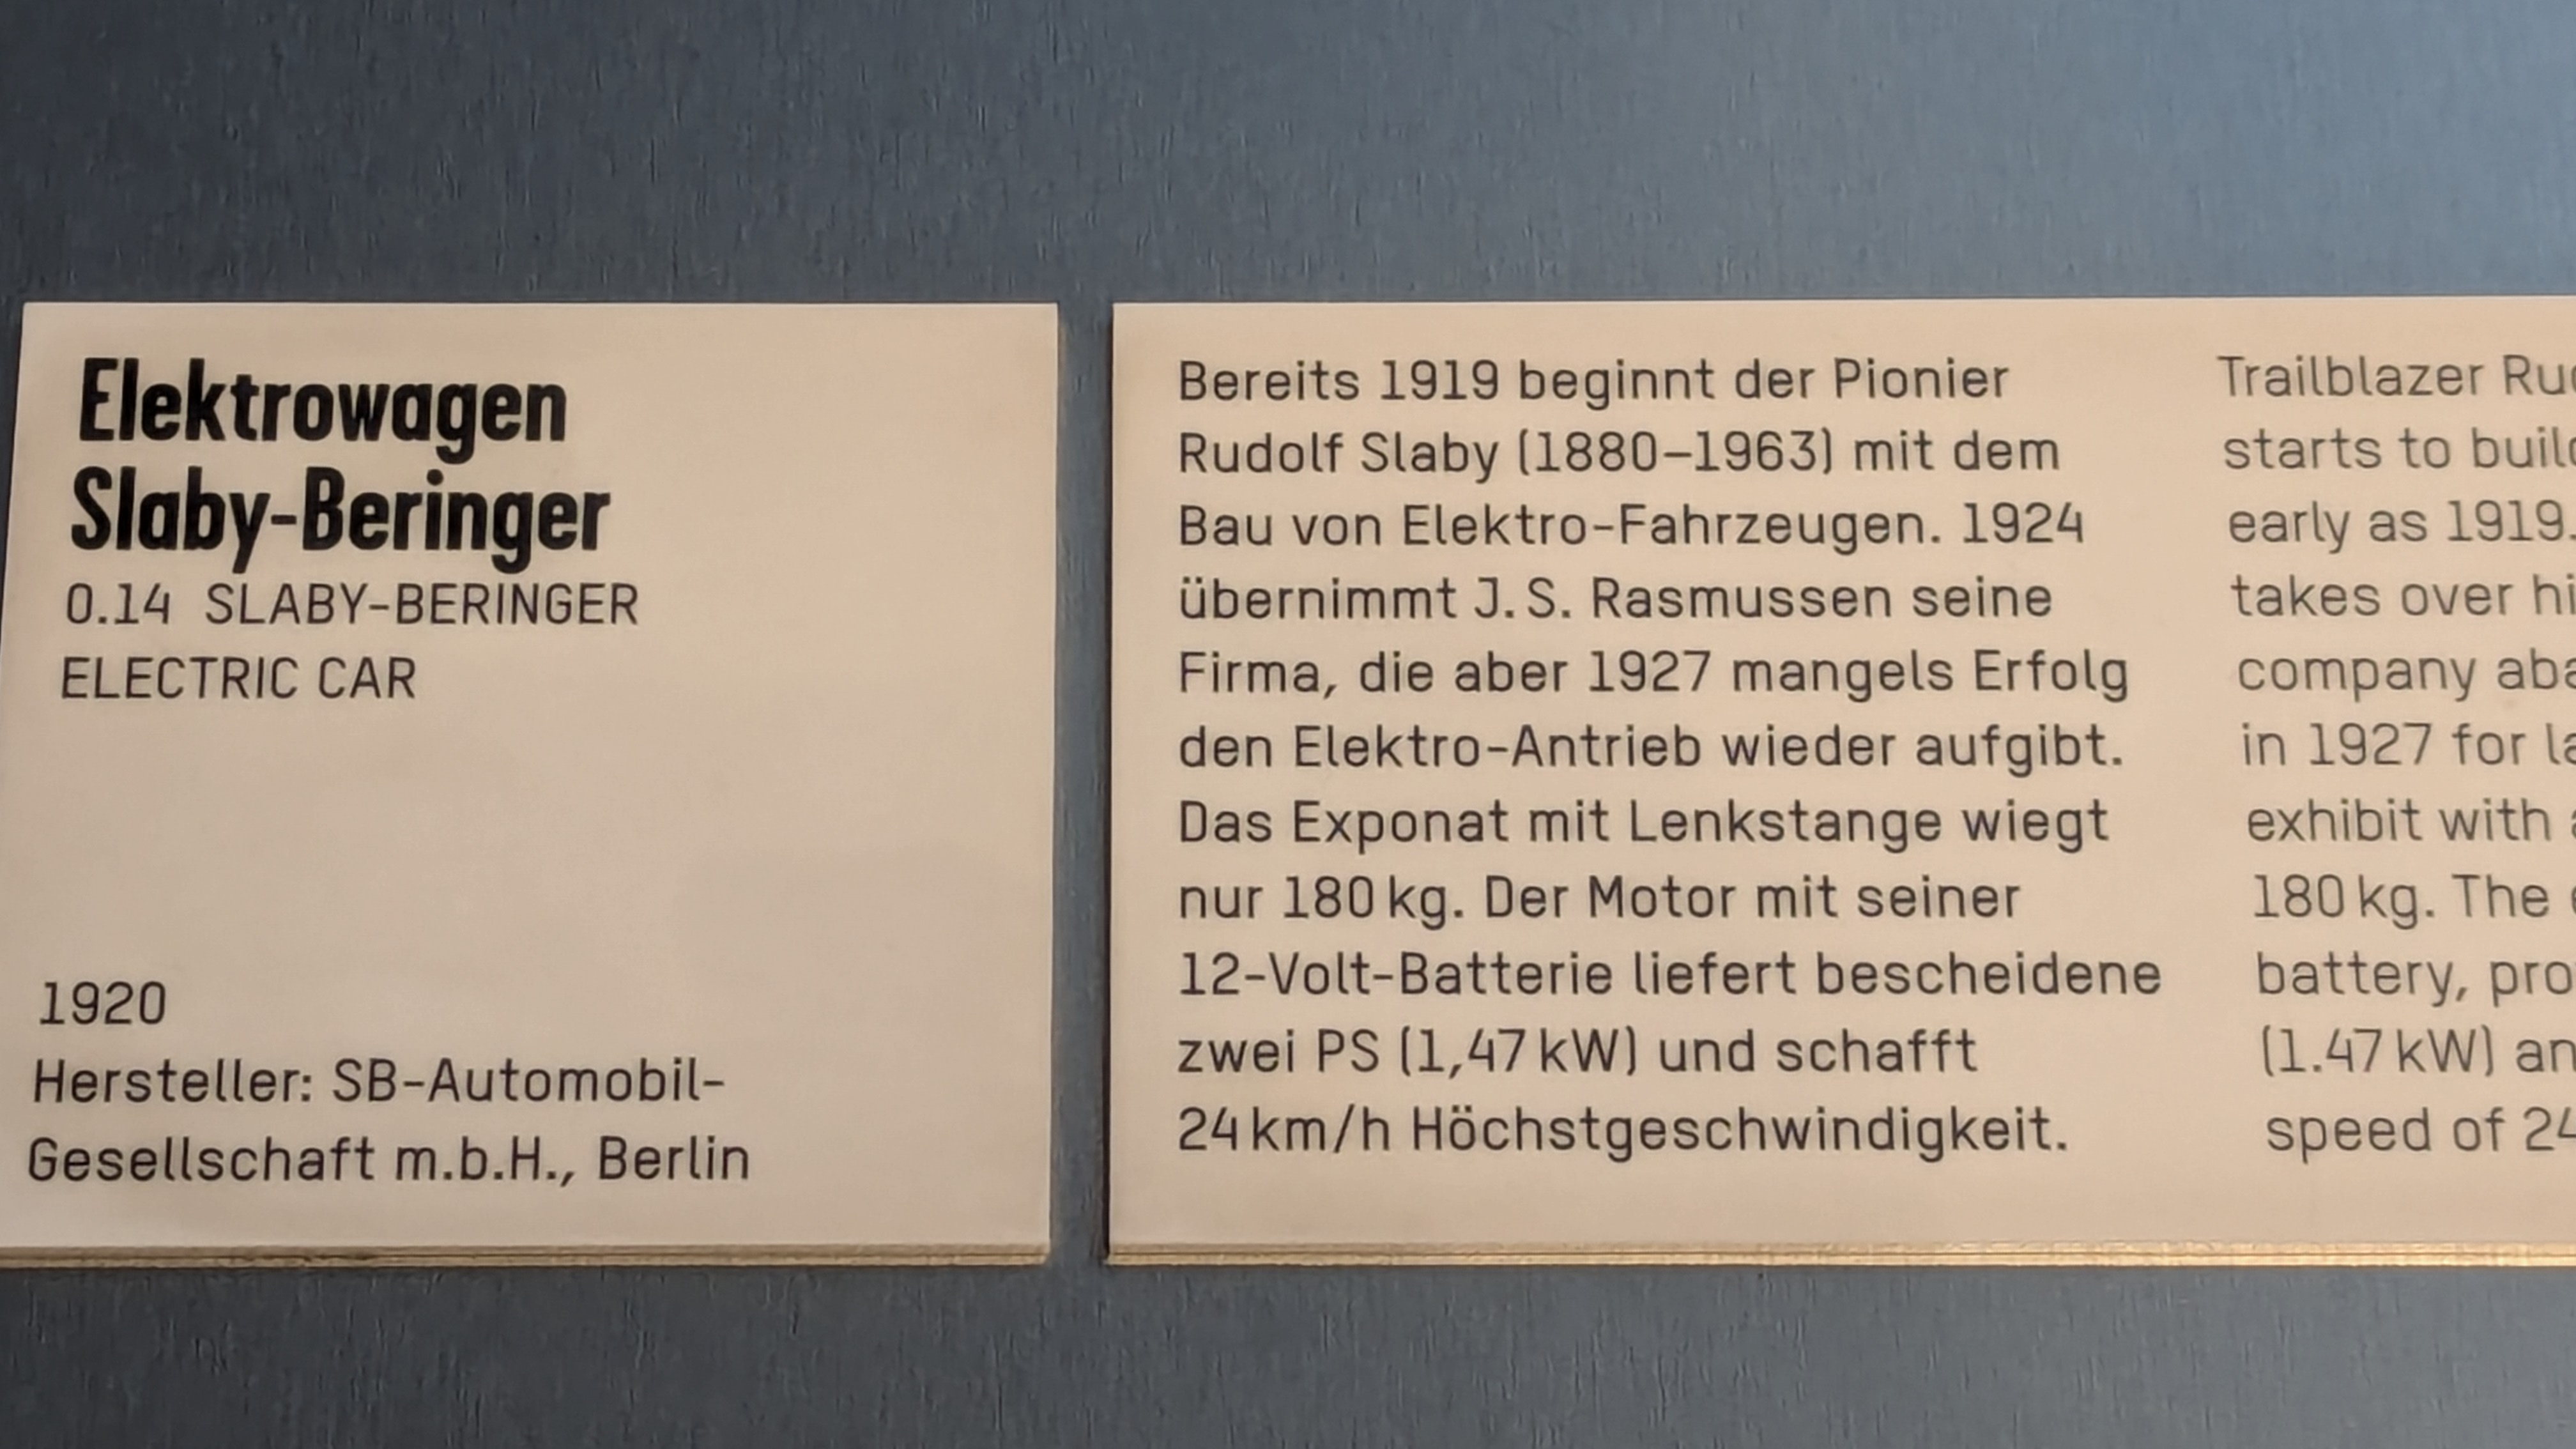 Elektrowagen
Slaby-Beringer
0.14 SLABY-BERINGER
ELECTRIC CAR
1920
Hersteller: SB-Automobil-
Gesellschaft m.b.H., Berlin
Bereits 1919 beginnt der Pionier
Rudolf Slaby (1880–1963) mit dem
Bau von Elektro-Fahrzeugen. 1924
übernimmt J. S. Rasmussen seine
Firma, die aber 1927 mangels Erfolg
den Elektro-Antrieb wieder aufgibt.
Das Exponat mit Lenkstange wiegt
nur 180 kg. Der Motor mit seiner
12-Volt-Batterie liefert bescheidene
zwei PS (1,47 kW) und schafft
24 km/h Höchstgeschwindigkeit.
Trailblazer
starts to
early as 1919.
takes over
company
in 1927 for
exhibit with
180 kg. The
battery,
(1.47 kW)
speed of 24